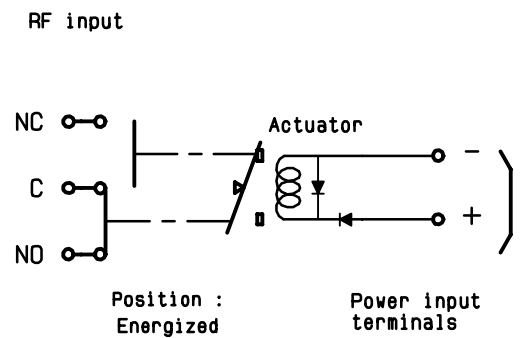 RF input
NC
Actuator
−
C
+
NO
Position :
Energized
Power input
terminals